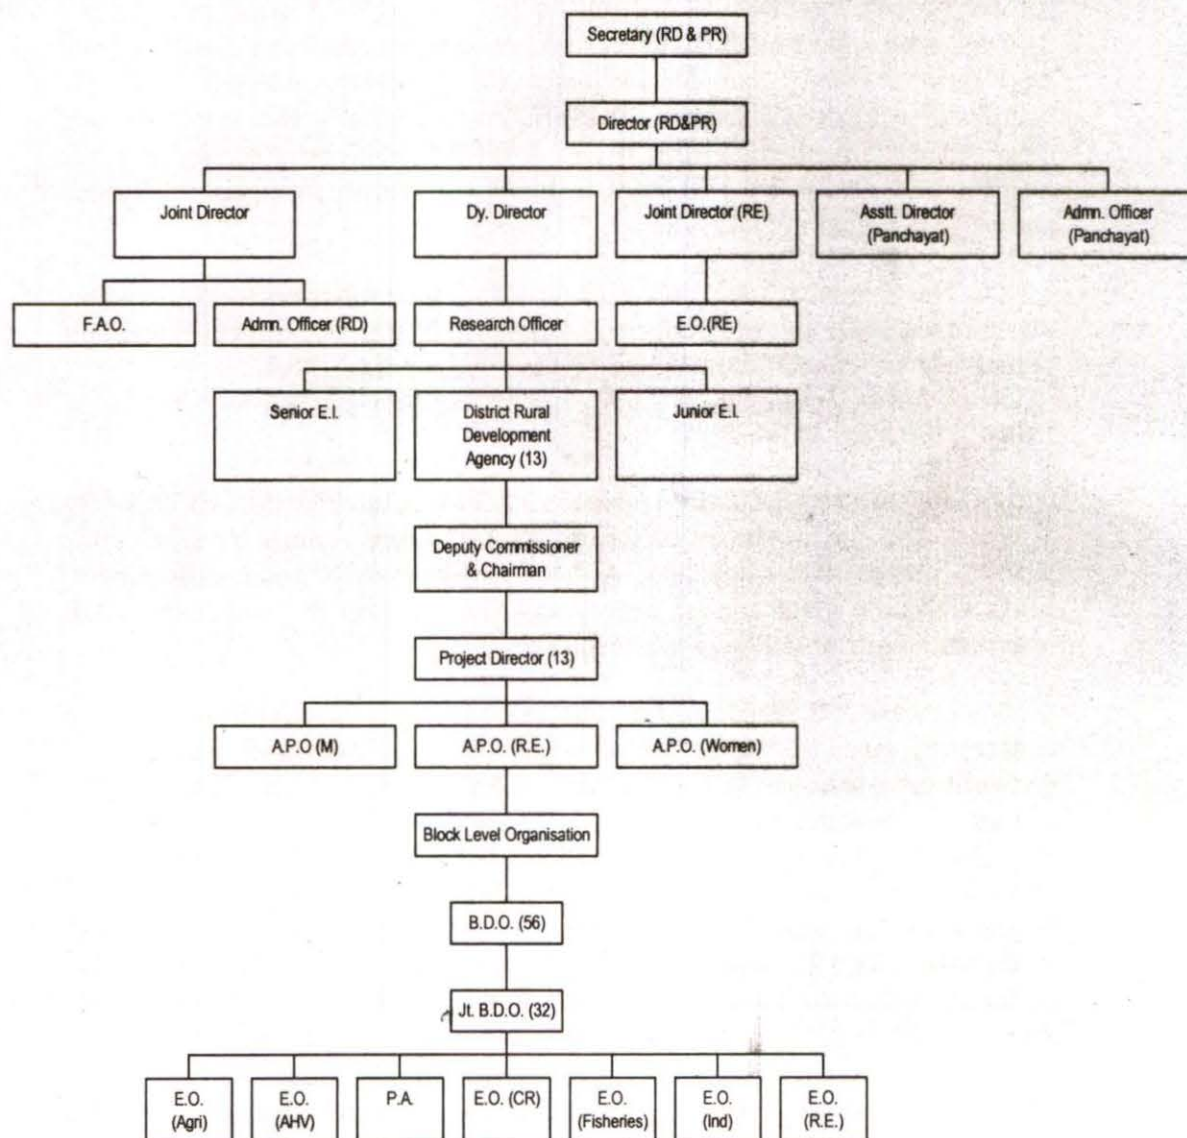 Secretary (RD & PR)
Director (RD&PR)
Joint Director
Dy. Director
Joint Director (RE)
Asstt. Director
(Panchayat)
Admn. Officer
(Panchayat)
F.A.O.
Admn. Officer (RD)
Research Officer
E.O.(RE)
Senior E.I.
District Rural
Development
Agency (13)
Junior E.I.
Deputy Commissioner
& Chairman
Project Director (13)
A.P.O (M)
A.P.O. (R.E.)
A.P.O. (Women)
Block Level Organisation
B.D.O. (56)
Jt. B.D.O. (32)
E.O.
(Agri)
E.O.
(AHV)
P.A.
E.O. (CR)
E.O.
(Fisheries)
E.O.
(Ind)
E.O.
(R.E.)